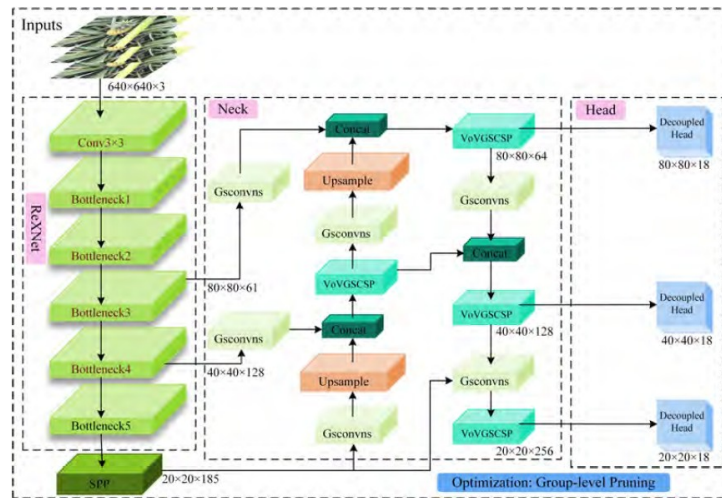 Inputs
640×640×3
ReXNet
Conv3×3
Bottleneck1
Bottleneck2
Bottleneck3
Bottleneck4
Bottleneck5
SPP
80×80×61
40×40×128
20×20×185
Neck
Gsconvns
Gsconvns
Concat
Upsample
Gsconvns
VoVGSCSP
Concat
Upsample
Gsconvns
VoVGSCSP
80×80×64
Gsconvns
Concat
VoVGSCSP
40×40×128
Gsconvns
VoVGSCSP
20×20×256
Head
Decoupled
Head
80×80×18
Decoupled
Head
40×40×18
Decoupled
Head
20×20×18
Optimization: Group-level Pruning